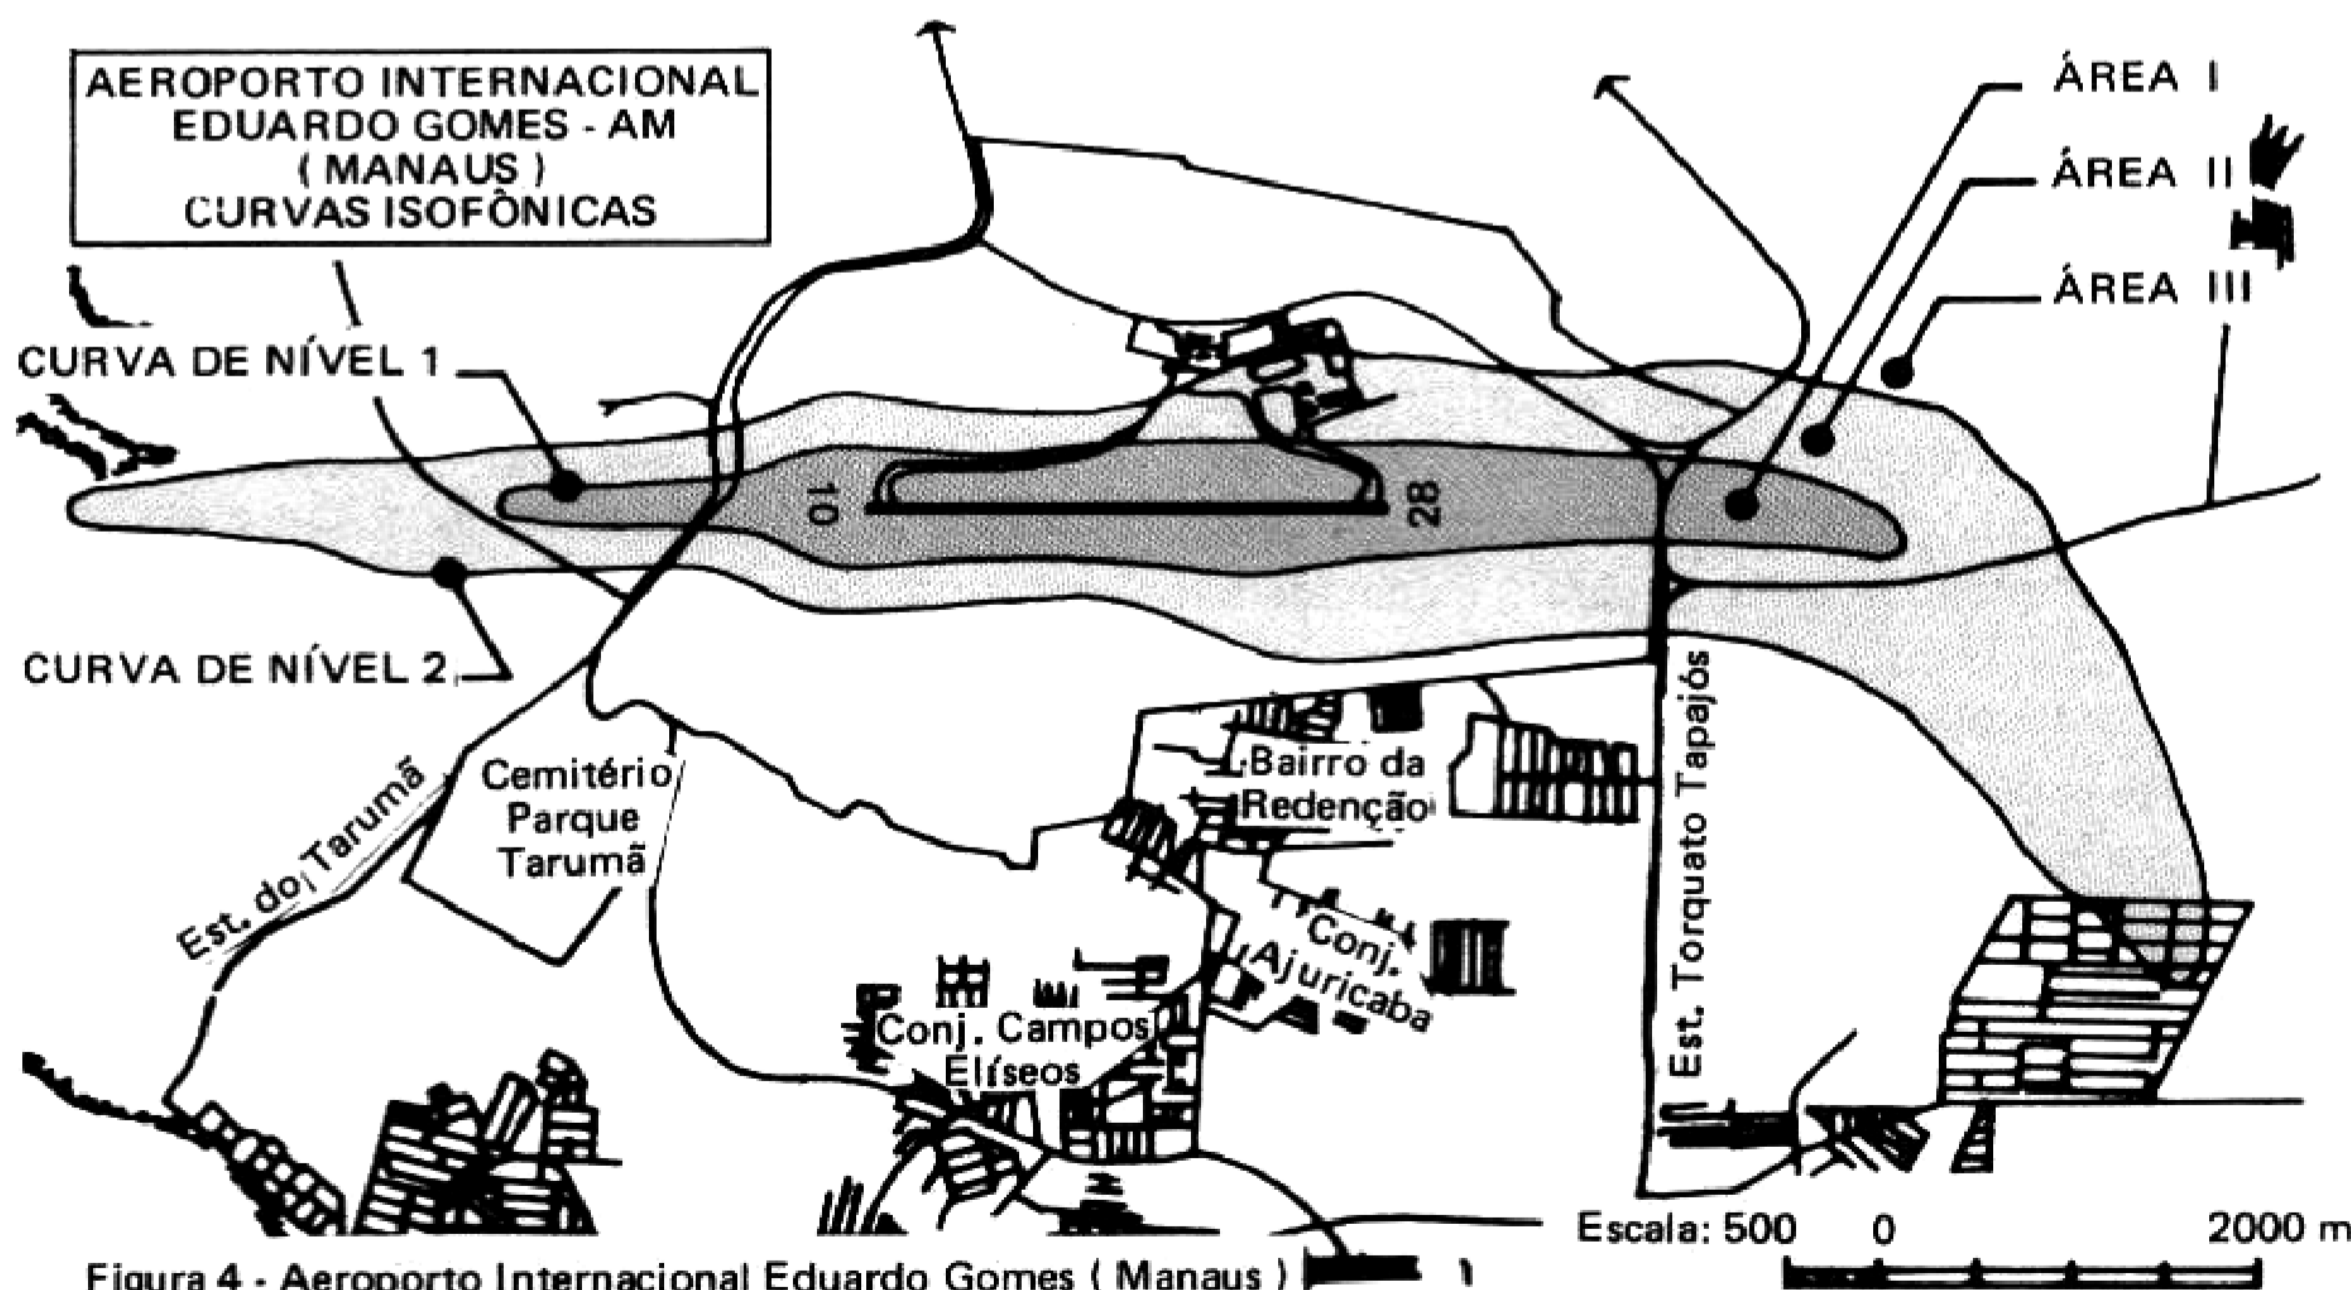 AEROPORTO INTERNACIONAL
EDUARDO GOMES - AM
( MANAUS )
CURVAS ISOFÔNICAS
ÁREA I
ÁREA II
ÁREA III
CURVA DE NÍVEL 1
10
28
CURVA DE NÍVEL 2
Est. do Tarumã
Cemitério
Parque
Tarumã
Bairro da
Redenção
Conj.
Ajuricaba
Conj. Campos
Elíseos
Est. Torquato Tapajós
Escala: 500 0 2000 m
Figura 4 - Aeroporto Internacional Eduardo Gomes ( Manaus )